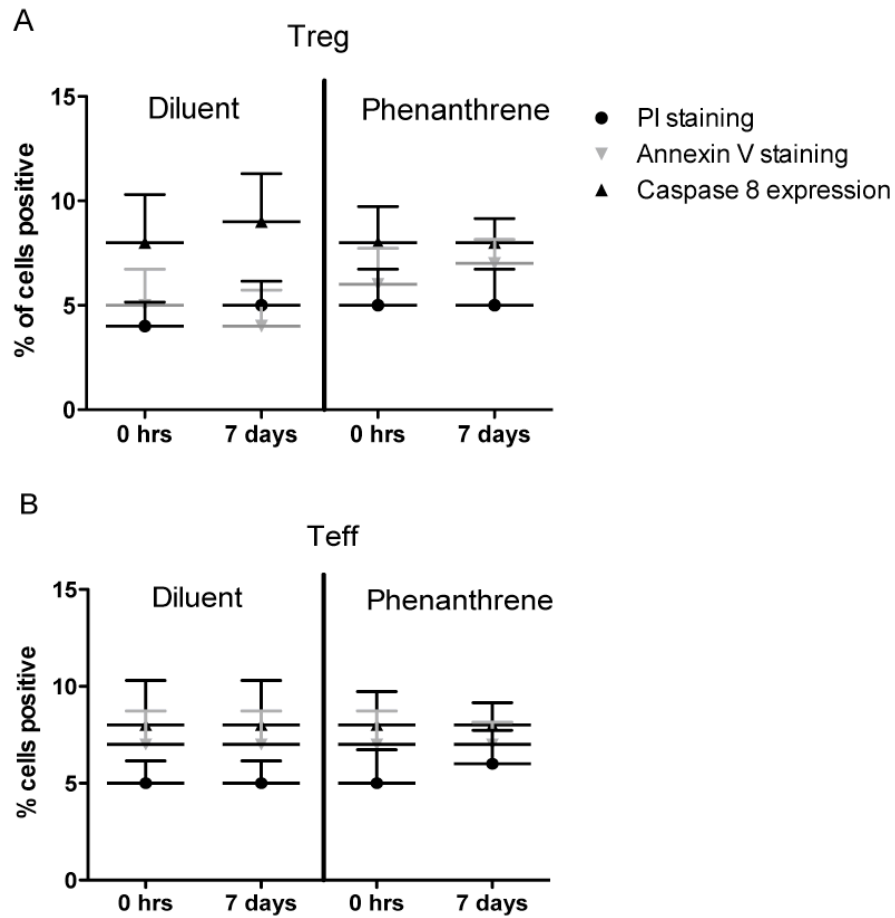 A
Treg
Diluent
Phenanthrene
PI staining
Annexin V staining
Caspase 8 expression
% of cells positive
15
10
5
0
0 hrs
7 days
0 hrs
7 days
B
Teff
Diluent
Phenanthrene
% cells positive
15
10
5
0
0 hrs
7 days
0 hrs
7 days